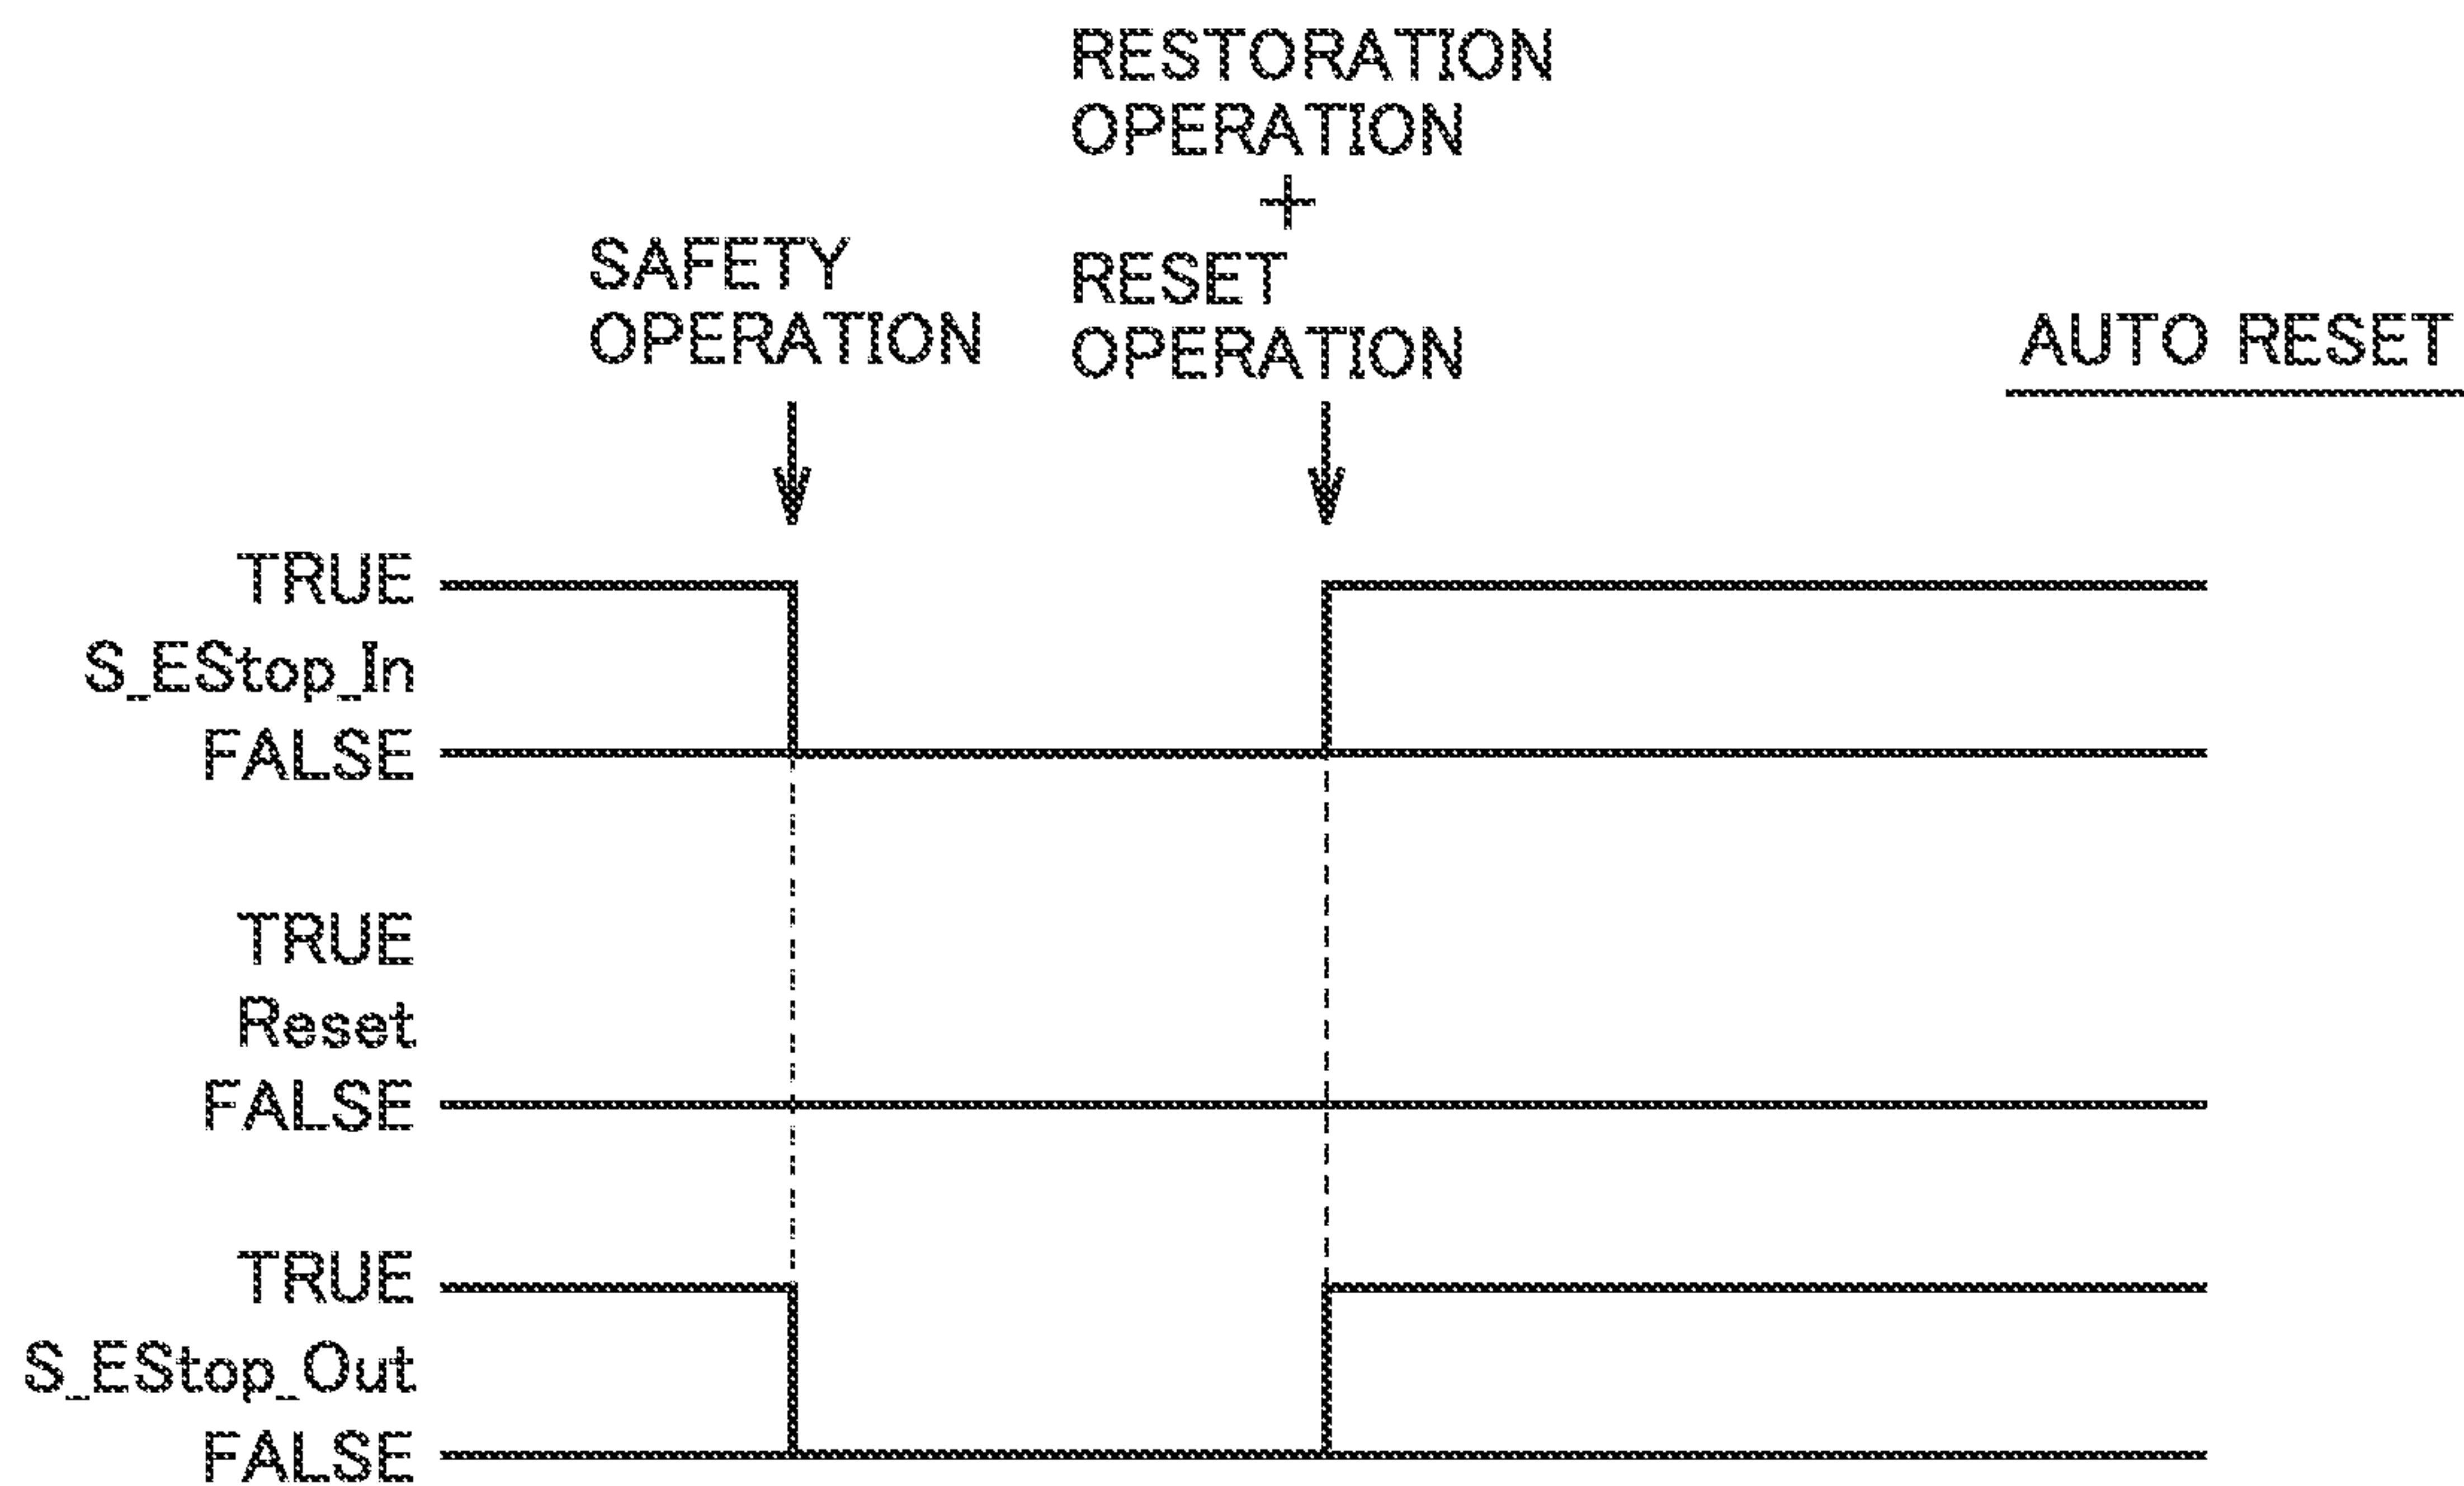 RESTORATION
OPERATION
+
RESET
OPERATION
SAFETY
OPERATION
AUTO RESET
TRUE
S_EStop_In
FALSE
TRUE
Reset
FALSE
TRUE
S_EStop_Out
FALSE